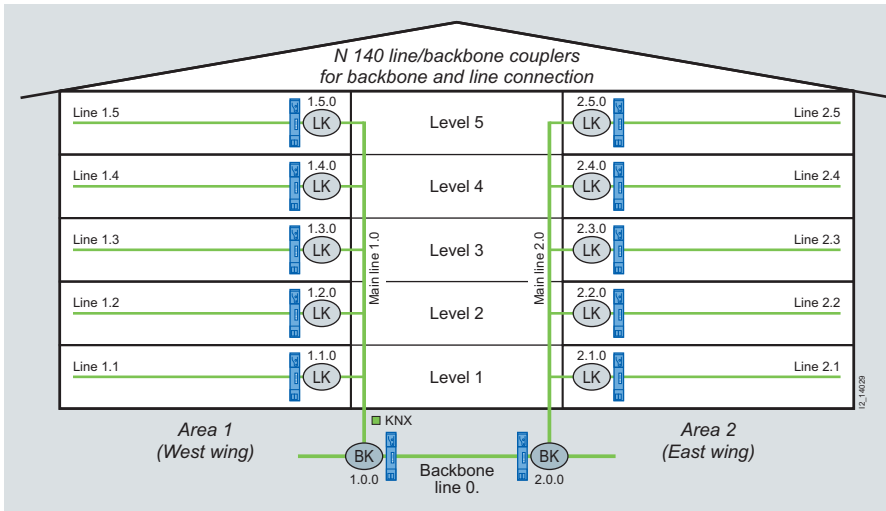 N 140 line/backbone couplers
for backbone and line connection
Line 1.5
1.5.0
LK
Level 5
2.5.0
LK
Line 2.5
Line 1.4
1.4.0
LK
Level 4
2.4.0
LK
Line 2.4
Line 1.3
1.3.0
LK
Main line 1.0
Level 3
Main line 2.0
2.3.0
LK
Line 2.3
Line 1.2
1.2.0
LK
Level 2
2.2.0
LK
Line 2.2
Line 1.1
1.1.0
LK
Level 1
2.1.0
LK
Line 2.1
I2_14029
Area 1
(West wing)
KNX
Area 2
(East wing)
BK
1.0.0
Backbone
line 0.
BK
2.0.0